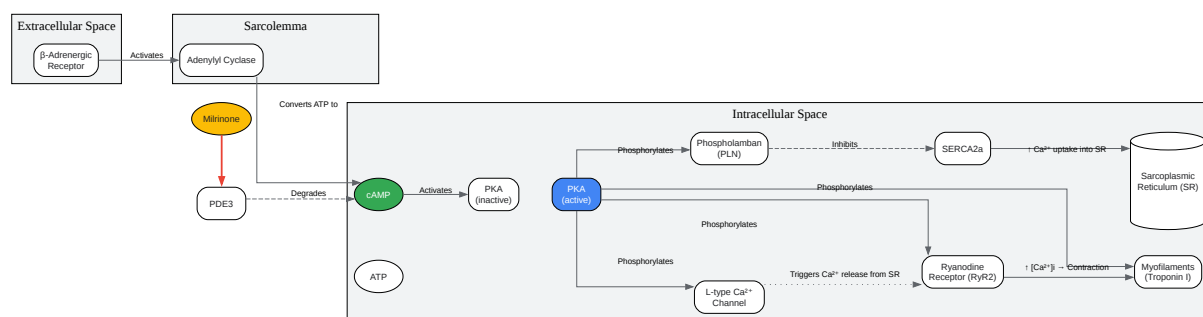 Extracellular Space
Sarcolemma
β-Adrenergic
Receptor
Activates
Adenylyl Cyclase
Converts ATP to
Milrinone
Intracellular Space
Phosphorylates
Phospholamban
(PLN)
Inhibits
SERCA2a
↑ Ca²⁺ uptake into SR
Sarcoplasmic
Reticulum (SR)
PDE3
Degrades
cAMP
Activates
PKA
(inactive)
PKA
(active)
Phosphorylates
Phosphorylates
Phosphorylates
ATP
L-type Ca²⁺
Channel
Triggers Ca²⁺ release from SR
Ryanodine
Receptor (RyR2)
↑ [Ca²⁺]i → Contraction
Myofilaments
(Troponin I)